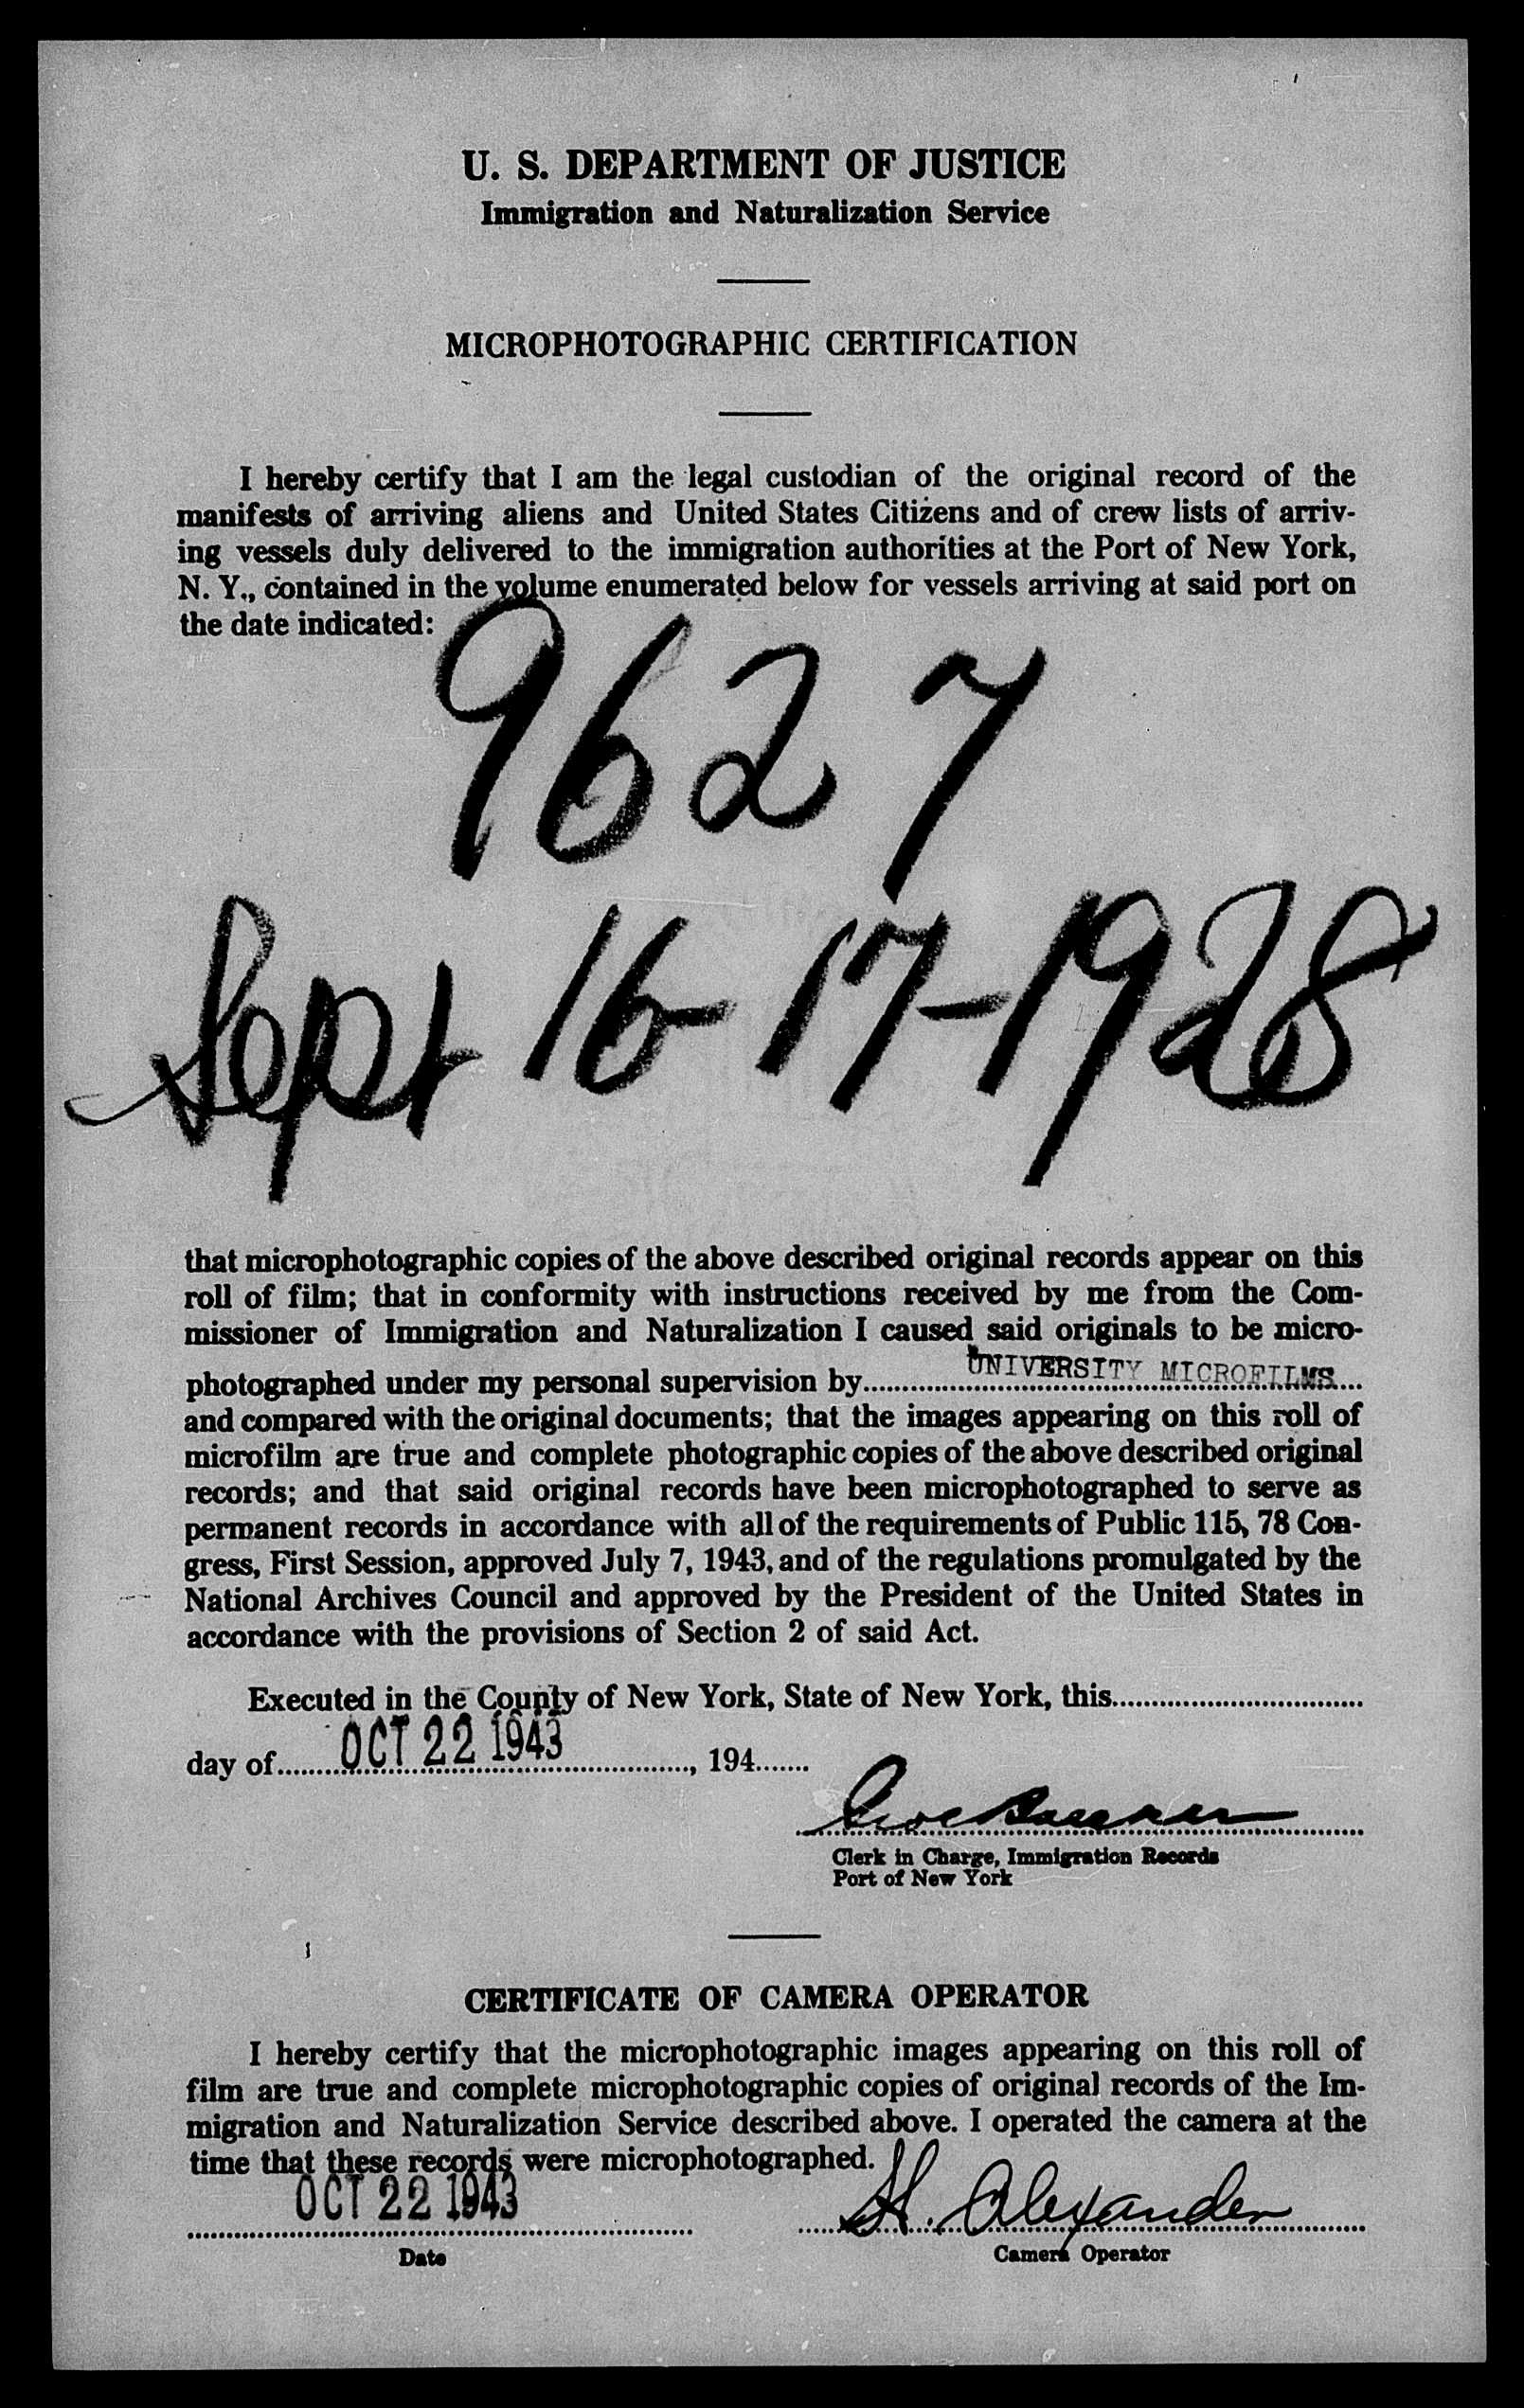 U. S. DEPARTMENT OF JUSTICE
Immigration and Naturalization Service
MICROPHOTOGRAPHIC CERTIFICATION
I hereby certify that I am the legal custodian of the original record of the
manifests of arriving aliens and United States Citizens and of crew lists of arriv-
ing vessels duly delivered to the immigration authorities at the Port of New York,
N. Y., contained in the volume enumerated below for vessels arriving at said port on
the date indicated:
9627
Sept 16-17-1928
that microphotographic copies of the above described original records appear on this
roll of film; that in conformity with instructions received by me from the Com-
missioner of Immigration and Naturalization I caused said originals to be micro-
photographed under my personal supervision by UNIVERSITY MICROFILMS
and compared with the original documents; that the images appearing on this roll of
microfilm are true and complete photographic copies of the above described original
records; and that said original records have been microphotographed to serve as
permanent records in accordance with all of the requirements of Public 115, 78 Con-
gress, First Session, approved July 7, 1943, and of the regulations promulgated by the
National Archives Council and approved by the President of the United States in
accordance with the provisions of Section 2 of said Act.
Executed in the County of New York, State of New York, this
day of OCT 22 1943, 194
Clerk in Charge, Immigration Records
Port of New York
CERTIFICATE OF CAMERA OPERATOR
I hereby certify that the microphotographic images appearing on this roll of
film are true and complete microphotographic copies of original records of the Im-
migration and Naturalization Service described above. I operated the camera at the
time that these records were microphotographed.
OCT 22 1943 H. Alexander
Date Camera Operator